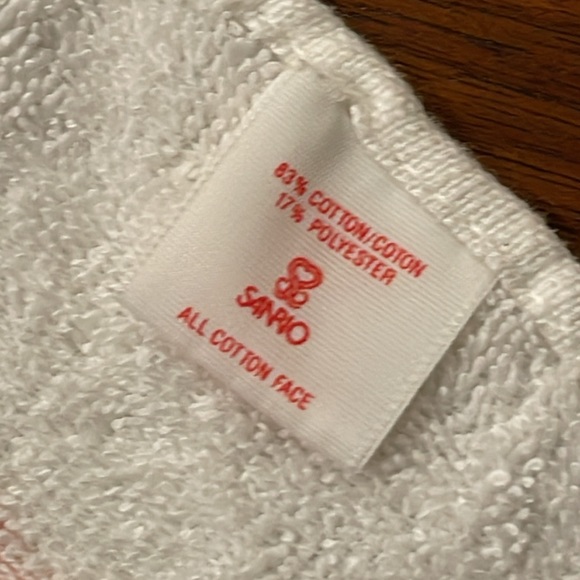 83% COTTON/COTON
17% POLYESTER
SANRIO
ALL COTTON FACE